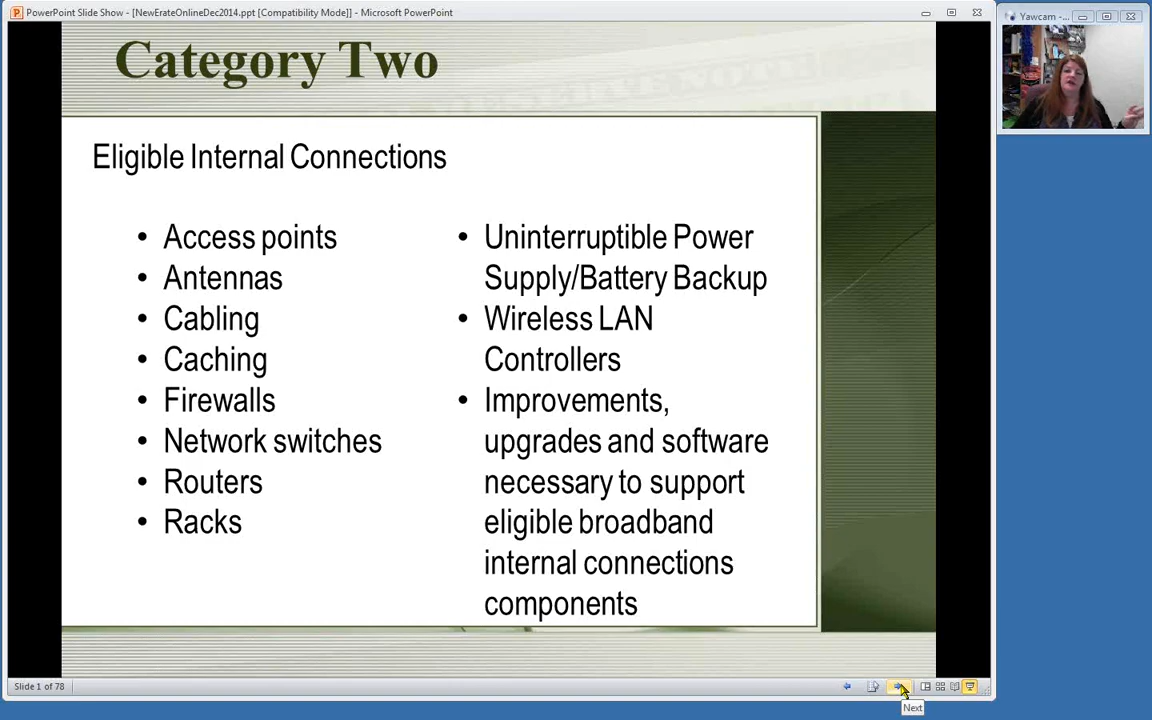 PowerPoint Slide Show - [NewErateOnlineDec2014.ppt [Compatibility Mode]] - Microsoft PowerPoint
Yawcam -...
Category Two
Eligible Internal Connections
• Access points
• Antennas
• Cabling
• Caching
• Firewalls
• Network switches
• Routers
• Racks
• Uninterruptible Power
Supply/Battery Backup
• Wireless LAN
Controllers
• Improvements,
upgrades and software
necessary to support
eligible broadband
internal connections
components
Slide 1 of 78
Next